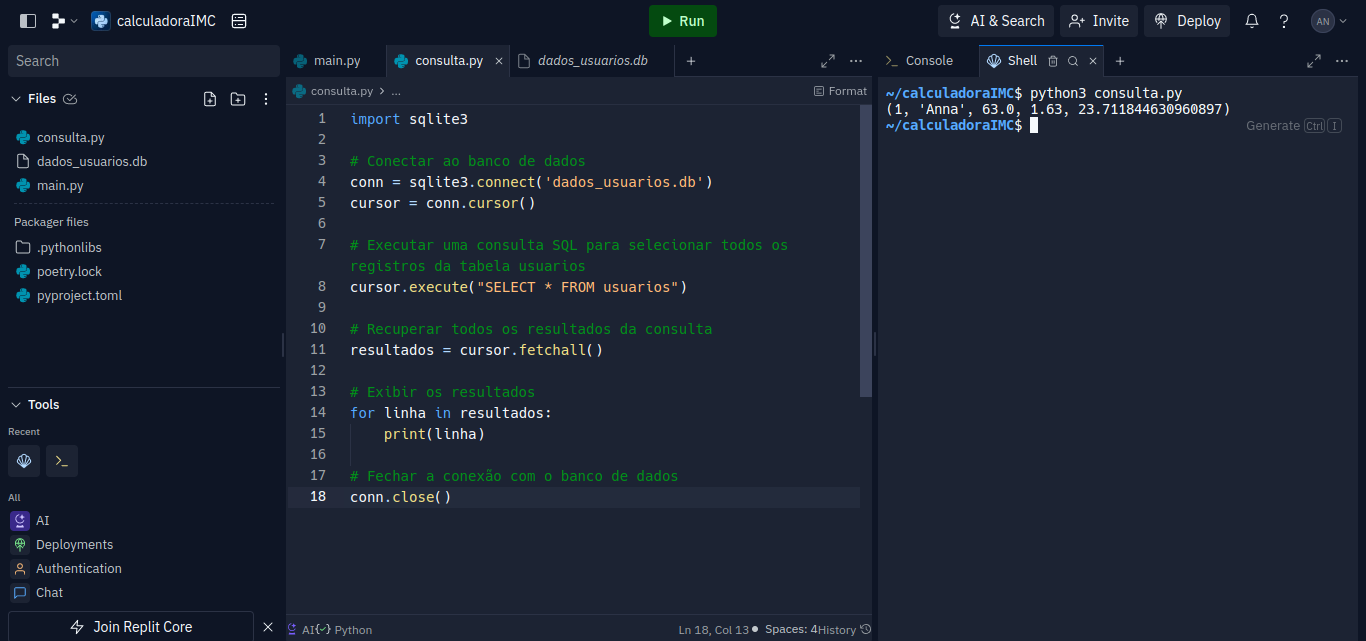 calculadoraIMC
Run
AI & Search
Invite
Deploy
?
AN
Search
Files
consulta.py
dados_usuarios.db
main.py
Packager files
.pythonlibs
poetry.lock
pyproject.toml
Tools
Recent
>_
All
AI
Deployments
Authentication
Chat
Join Replit Core
main.py
consulta.py ×
dados_usuarios.db
+
consulta.py > ...
Format
1 import sqlite3
2
3 # Conectar ao banco de dados
4 conn = sqlite3.connect('dados_usuarios.db')
5 cursor = conn.cursor()
6
7 # Executar uma consulta SQL para selecionar todos os
registros da tabela usuarios
8 cursor.execute("SELECT * FROM usuarios")
9
10 # Recuperar todos os resultados da consulta
11 resultados = cursor.fetchall()
12
13 # Exibir os resultados
14 for linha in resultados:
15     print(linha)
16
17 # Fechar a conexão com o banco de dados
18 conn.close()
AI {✓} Python
Ln 18, Col 13 • Spaces: 4 History
>_ Console
Shell ×
+
~/calculadoraIMC$ python3 consulta.py
(1, 'Anna', 63.0, 1.63, 23.711844630960897)
~/calculadoraIMC$
Generate Ctrl I